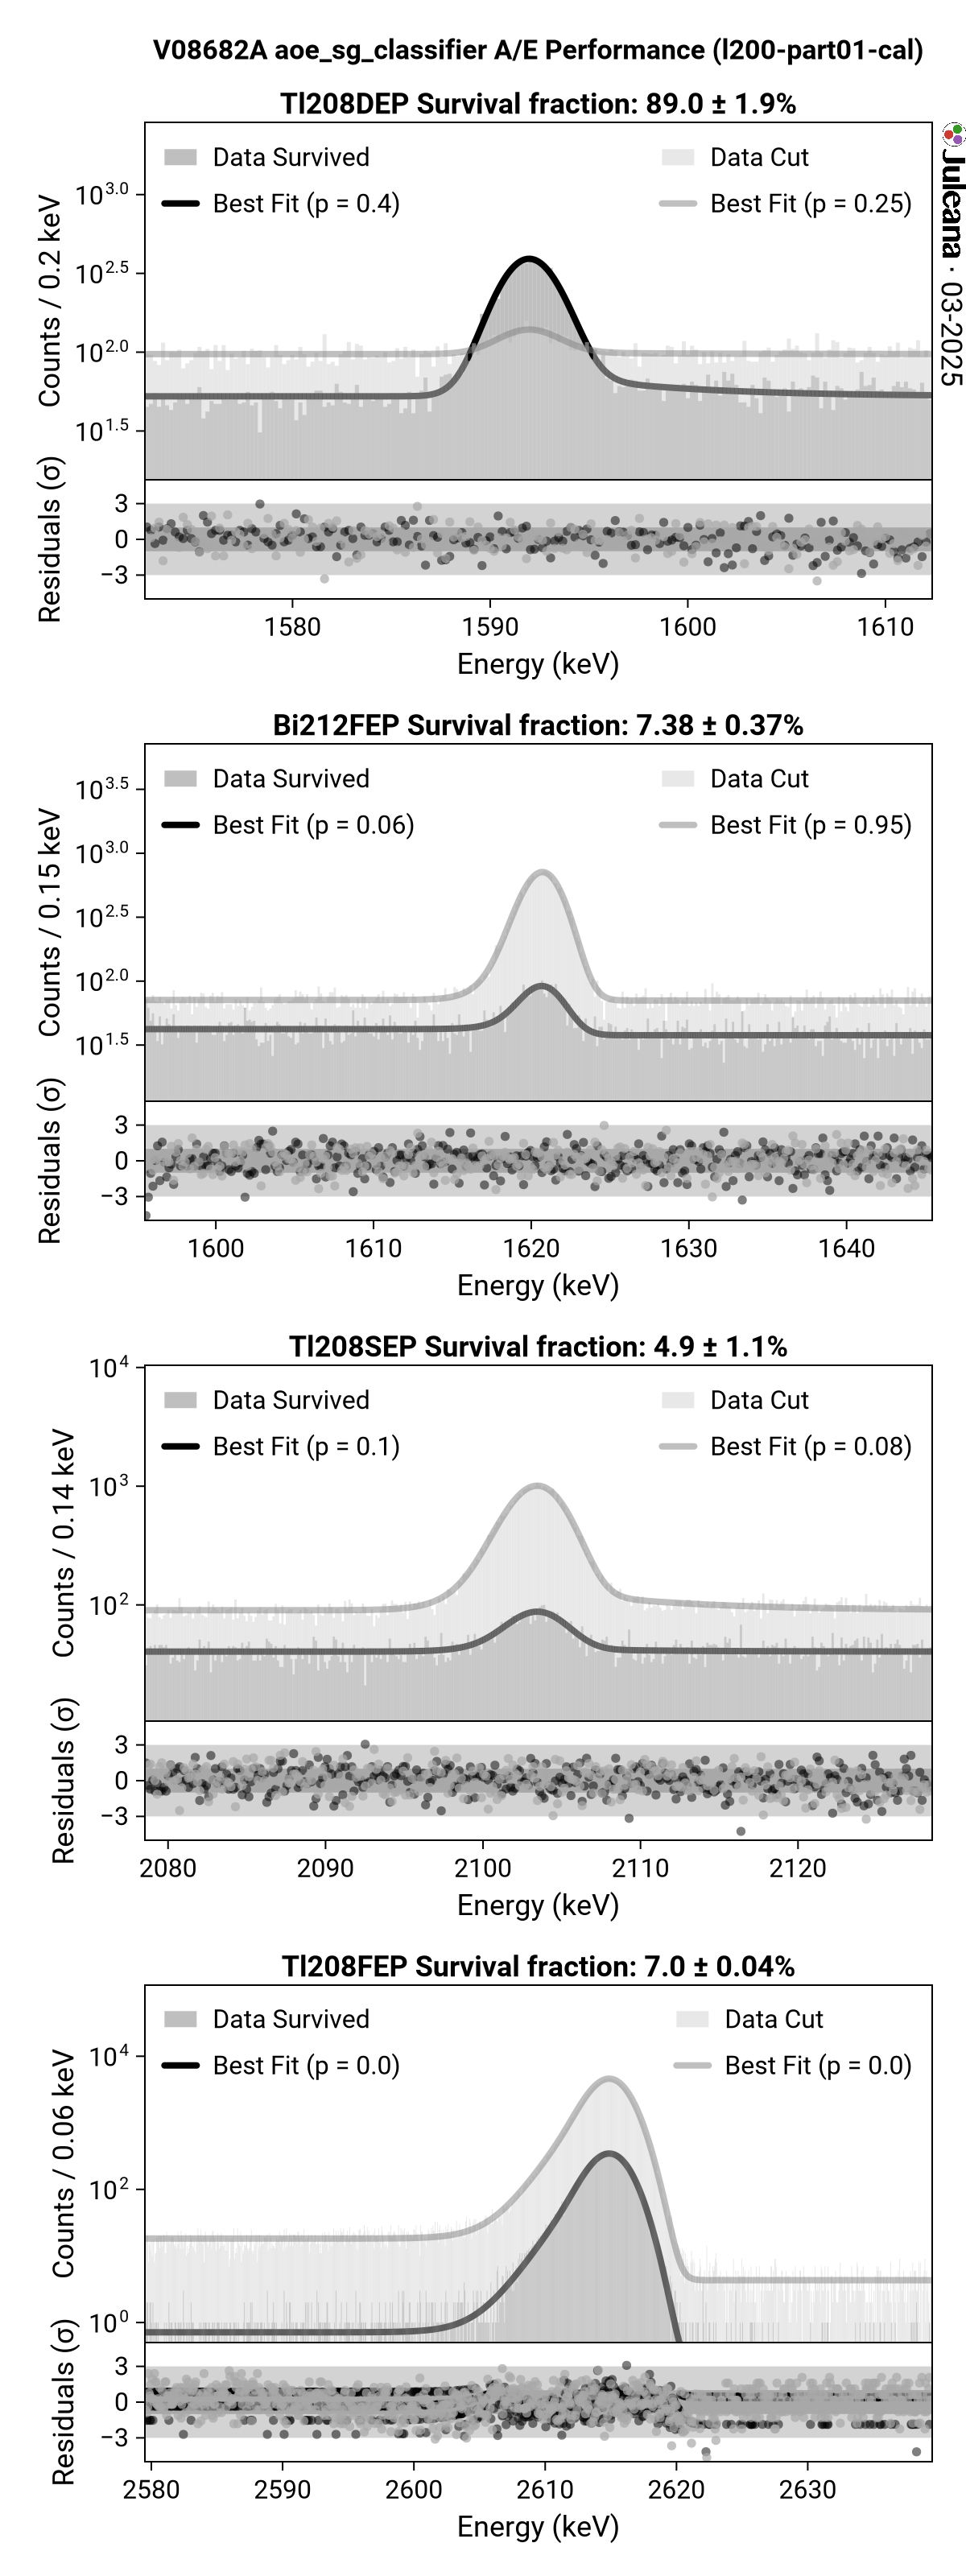 V08682A aoe_sg_classifier A/E Performance (l200-part01-cal)
Tl208DEP Survival fraction: 89.0 ± 1.9%
Data Survived
Data Cut
Best Fit (p = 0.4)
Best Fit (p = 0.25)
Counts / 0.2 keV
10^3.0
10^2.5
10^2.0
10^1.5
Residuals (σ)
3
0
−3
1580 1590 1600 1610
Energy (keV)
Juleana · 03-2025
Bi212FEP Survival fraction: 7.38 ± 0.37%
Data Survived
Data Cut
Best Fit (p = 0.06)
Best Fit (p = 0.95)
Counts / 0.15 keV
10^3.5
10^3.0
10^2.5
10^2.0
10^1.5
Residuals (σ)
3
0
−3
1600 1610 1620 1630 1640
Energy (keV)
Tl208SEP Survival fraction: 4.9 ± 1.1%
Data Survived
Data Cut
Best Fit (p = 0.1)
Best Fit (p = 0.08)
Counts / 0.14 keV
10^4
10^3
10^2
Residuals (σ)
3
0
−3
2080 2090 2100 2110 2120
Energy (keV)
Tl208FEP Survival fraction: 7.0 ± 0.04%
Data Survived
Data Cut
Best Fit (p = 0.0)
Best Fit (p = 0.0)
Counts / 0.06 keV
10^4
10^2
10^0
Residuals (σ)
3
0
−3
2580 2590 2600 2610 2620 2630
Energy (keV)